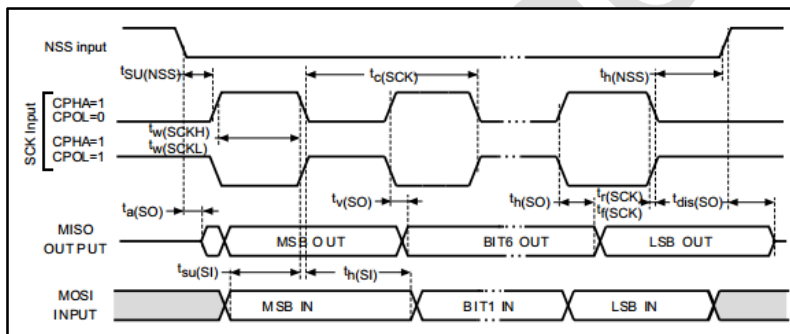 NSS input
tSU(NSS)
tc(SCK)
th(NSS)
SCK Input
CPHA=1
CPOL=0
tw(SCKH)
CPHA=1
tw(SCKL)
CPOL=1
ta(SO)
tv(SO)
th(SO)
tr(SCK)
tf(SCK)
tdis(SO)
MISO
OUTPUT
MSB OUT
BIT6 OUT
LSB OUT
tsu(SI)
th(SI)
MOSI
INPUT
MSB IN
BIT1 IN
LSB IN